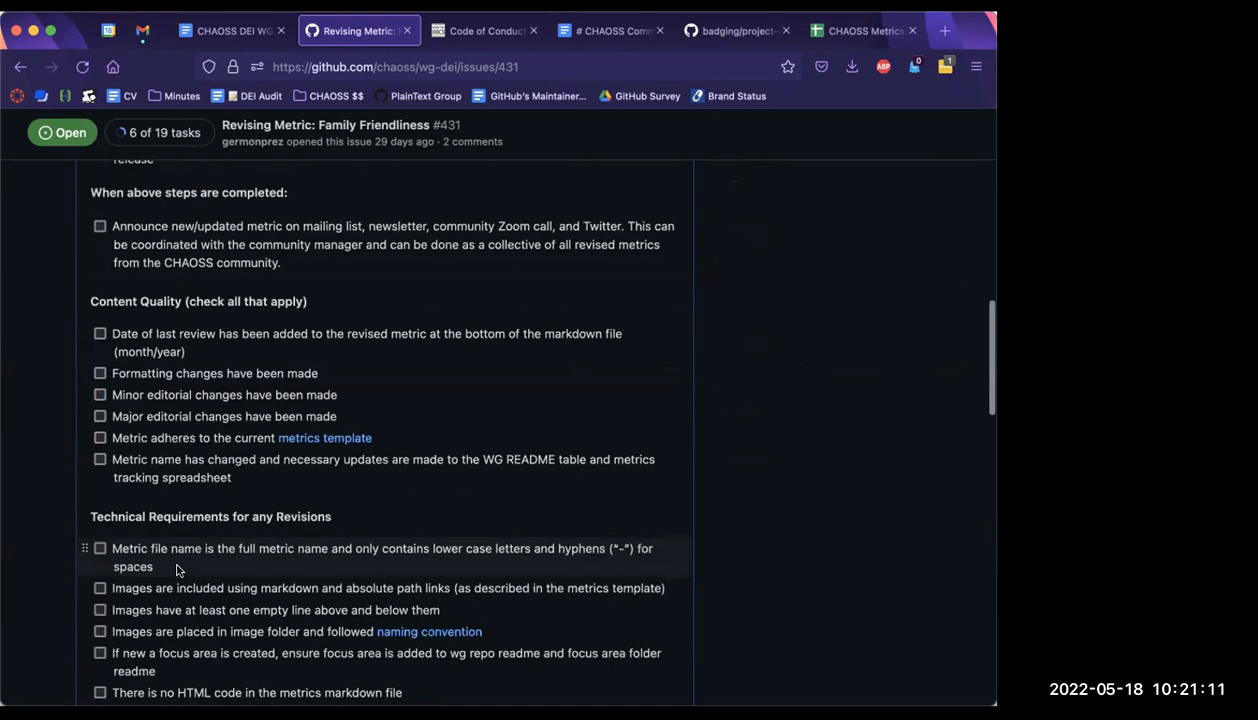 CHAOSS DEI WG
Revising Metric:
Code of Conduct
# CHAOSS Comm
badging/project-
CHAOSS Metrics
https://github.com/chaoss/wg-dei/issues/431
ABP
0
1
CV
Minutes
DEI Audit
CHAOSS $$
PlainText Group
GitHub's Maintainer...
GitHub Survey
Brand Status
Open
6 of 19 tasks
Revising Metric: Family Friendliness #431
germonprez opened this issue 29 days ago · 2 comments
release
When above steps are completed:
Announce new/updated metric on mailing list, newsletter, community Zoom call, and Twitter. This can
be coordinated with the community manager and can be done as a collective of all revised metrics
from the CHAOSS community.
Content Quality (check all that apply)
Date of last review has been added to the revised metric at the bottom of the markdown file
(month/year)
Formatting changes have been made
Minor editorial changes have been made
Major editorial changes have been made
Metric adheres to the current metrics template
Metric name has changed and necessary updates are made to the WG README table and metrics
tracking spreadsheet
Technical Requirements for any Revisions
Metric file name is the full metric name and only contains lower case letters and hyphens (“-”) for
spaces
Images are included using markdown and absolute path links (as described in the metrics template)
Images have at least one empty line above and below them
Images are placed in image folder and followed naming convention
If new a focus area is created, ensure focus area is added to wg repo readme and focus area folder
readme
There is no HTML code in the metrics markdown file
2022-05-18 10:21:11